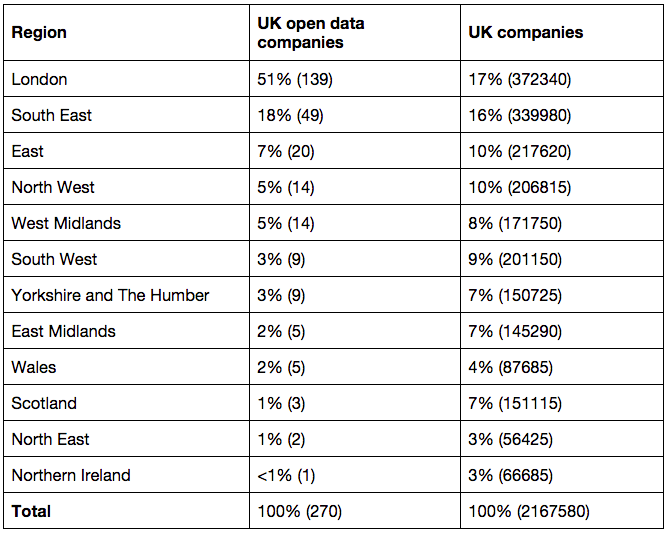 Region UK open data companies UK companies
London 51% (139) 17% (372340)
South East 18% (49) 16% (339980)
East 7% (20) 10% (217620)
North West 5% (14) 10% (206815)
West Midlands 5% (14) 8% (171750)
South West 3% (9) 9% (201150)
Yorkshire and The Humber 3% (9) 7% (150725)
East Midlands 2% (5) 7% (145290)
Wales 2% (5) 4% (87685)
Scotland 1% (3) 7% (151115)
North East 1% (2) 3% (56425)
Northern Ireland <1% (1) 3% (66685)
Total 100% (270) 100% (2167580)